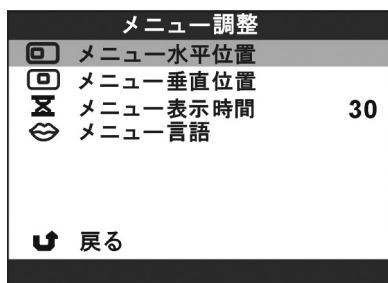 メニュー調整
メニュー水平位置
メニュー垂直位置
メニュー表示時間 30
メニュー言語
戻る